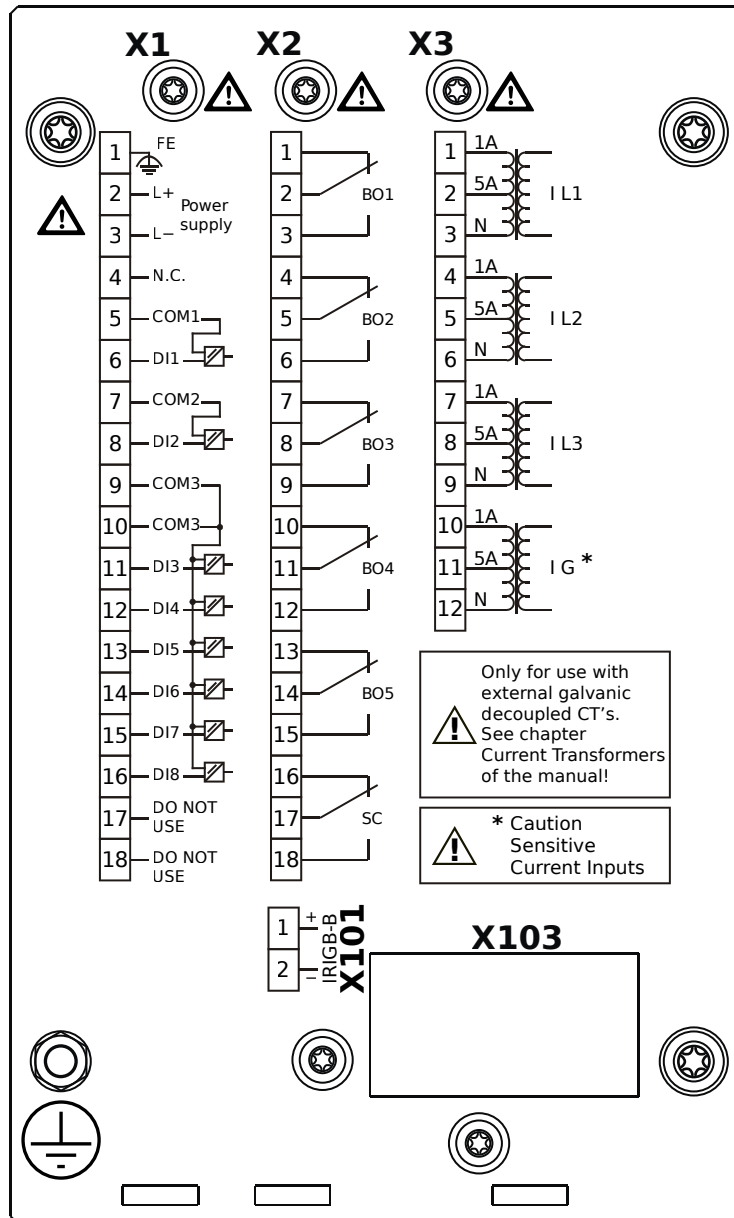 X1
X2
X3
1 FE
2 L+
Power
supply
3 L−
4 N.C.
5 COM1
6 DI1
7 COM2
8 DI2
9 COM3
10 COM3
11 DI3
12 DI4
13 DI5
14 DI6
15 DI7
16 DI8
17 DO NOT
USE
18 DO NOT
USE
1
2 BO1
3
4
5 BO2
6
7
8 BO3
9
10
11 BO4
12
13
14 BO5
15
16
17 SC
18
1 1A
2 5A I L1
3 N
4 1A
5 5A I L2
6 N
7 1A
8 5A I L3
9 N
10 1A
11 5A I G *
12 N
Only for use with
external galvanic
decoupled CT's.
See chapter
Current Transformers
of the manual!
* Caution
Sensitive
Current Inputs
1 +
2 −
IRIGB-B
X101
X103